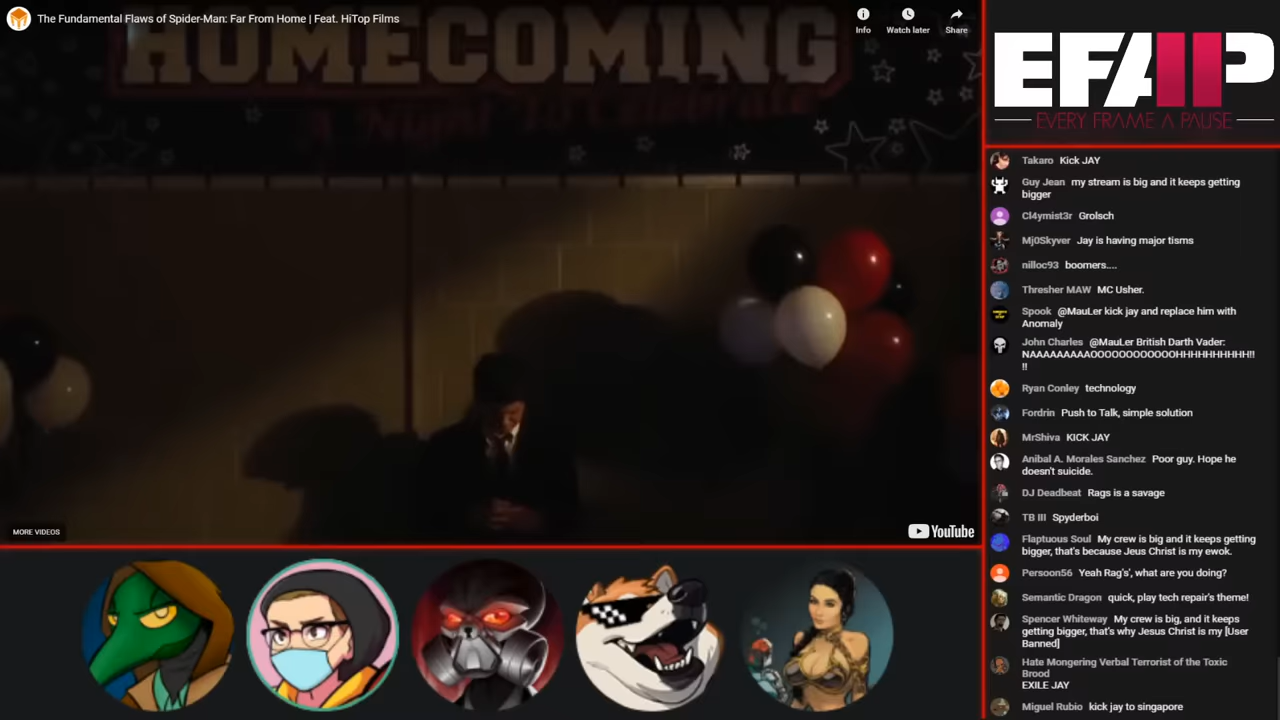 The Fundamental Flaws of Spider-Man: Far From Home | Feat. HiTop Films
Info
Watch later
Share
HOMECOMING
A Night To Celebrate
MORE VIDEOS
YouTube
EFAP
EVERY FRAME A PAUSE
Takaro Kick JAY
Guy Jean my stream is big and it keeps getting
bigger
Cl4ymist3r Grolsch
Mj0Skyver Jay is having major tisms
nilloc93 boomers....
Thresher MAW MC Usher.
Spook @MauLer kick jay and replace him with
Anomaly
John Charles @MauLer British Darth Vader:
NAAAAAAAAAOOOOOOOOOOOOHHHHHHHHHHH!!
!!
Ryan Conley technology
Fordrin Push to Talk, simple solution
MrShiva KICK JAY
Anibal A. Morales Sanchez Poor guy. Hope he
doesn't suicide.
DJ Deadbeat Rags is a savage
TB III Spyderboi
Flaptuous Soul My crew is big and it keeps getting
bigger, that's because Jeus Christ is my ewok.
Persoon56 Yeah Rag's', what are you doing?
Semantic Dragon quick, play tech repair's theme!
Spencer Whiteway My crew is big, and it keeps
getting bigger, that's why Jesus Christ is my [User
Banned]
Hate Mongering Verbal Terrorist of the Toxic
Brood
EXILE JAY
Miguel Rubio kick jay to singapore